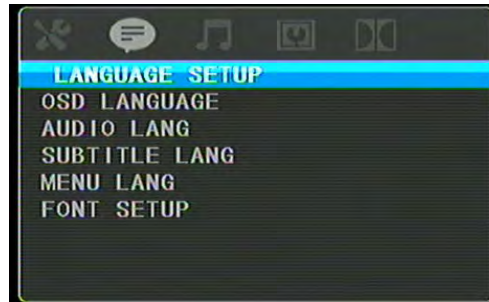 LANGUAGE SETUP
OSD LANGUAGE
AUDIO LANG
SUBTITLE LANG
MENU LANG
FONT SETUP